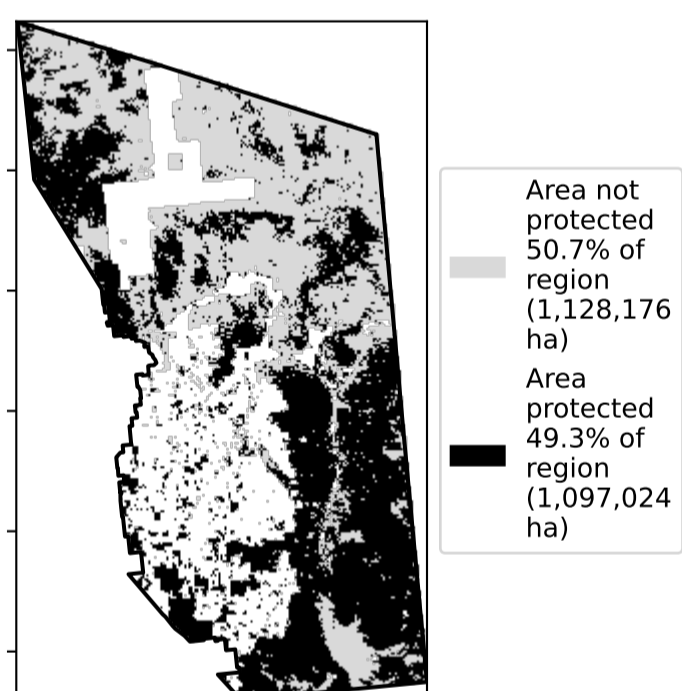 Area not
protected
50.7% of
region
(1,128,176
ha)
Area
protected
49.3% of
region
(1,097,024
ha)